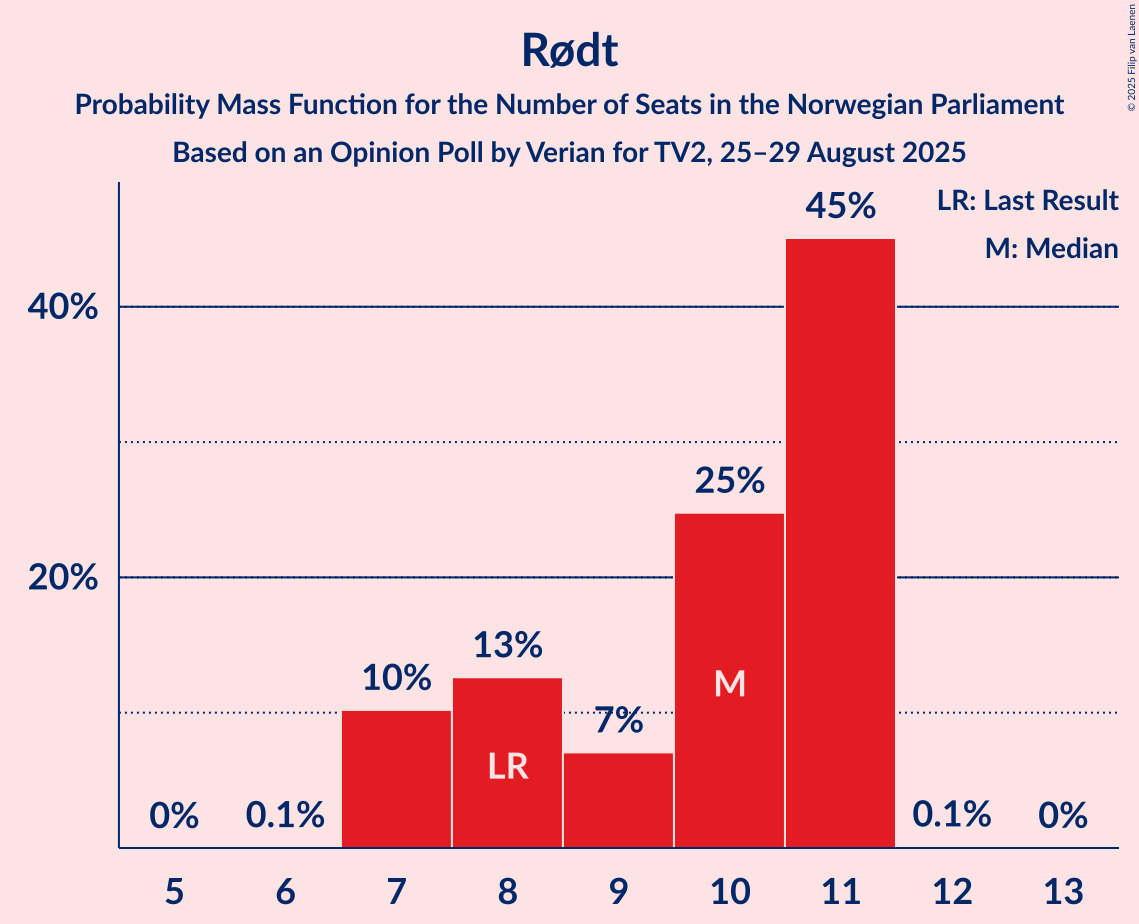 Rødt
Probability Mass Function for the Number of Seats in the Norwegian Parliament
Based on an Opinion Poll by Verian for TV2, 25–29 August 2025
© 2025 Filip van Laenen
LR: Last Result
M: Median
40%
20%
0%
0.1%
10%
13%
7%
25%
45%
0.1%
0%
LR
M
5 6 7 8 9 10 11 12 13